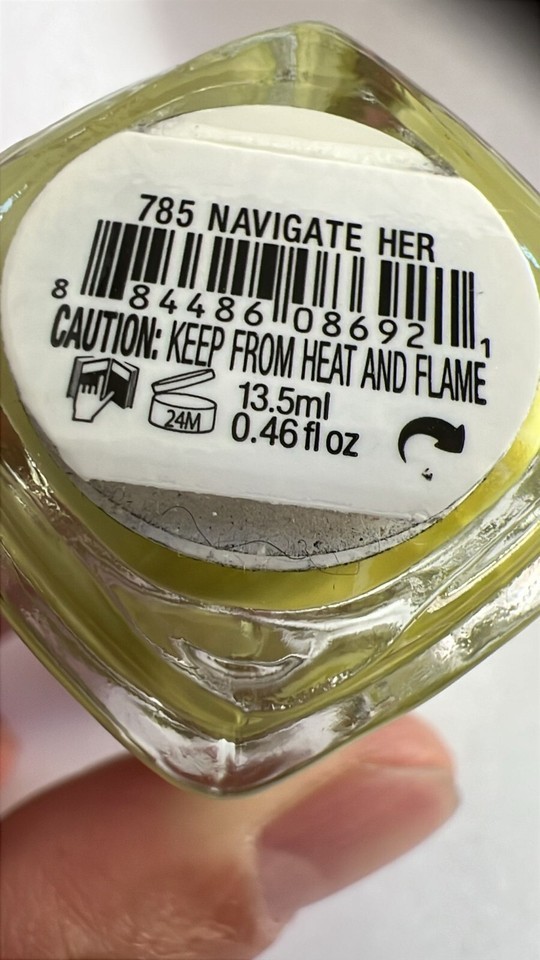 785 NAVIGATE HER
8 84486 08692 1
CAUTION: KEEP FROM HEAT AND FLAME
24M
13.5ml
0.46 fl oz